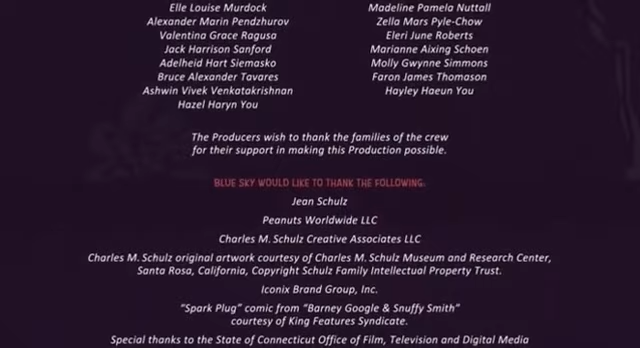 Elle Louise Murdock Madeline Pamela Nuttall
Alexander Marin Pendzhurov Zella Mars Pyle-Chow
Valentina Grace Ragusa Eleri June Roberts
Jack Harrison Sanford Marianne Aixing Schoen
Adelheid Hart Siemasko Molly Gwynne Simmons
Bruce Alexander Tavares Faron James Thomason
Ashwin Vivek Venkatakrishnan Hayley Haeun You
Hazel Haryn You
The Producers wish to thank the families of the crew
for their support in making this Production possible.
BLUE SKY WOULD LIKE TO THANK THE FOLLOWING:
Jean Schulz
Peanuts Worldwide LLC
Charles M. Schulz Creative Associates LLC
Charles M. Schulz original artwork courtesy of Charles M. Schulz Museum and Research Center,
Santa Rosa, California, Copyright Schulz Family Intellectual Property Trust.
Iconix Brand Group, Inc.
"Spark Plug" comic from "Barney Google & Snuffy Smith"
courtesy of King Features Syndicate.
Special thanks to the State of Connecticut Office of Film, Television and Digital Media